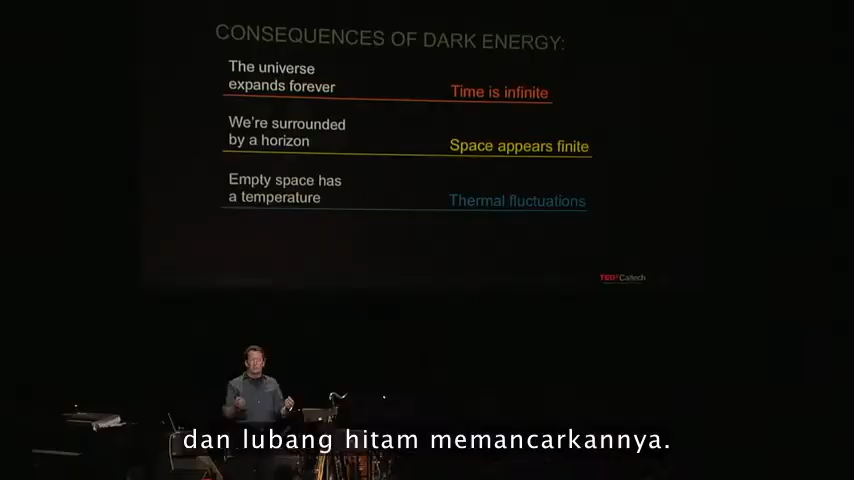 CONSEQUENCES OF DARK ENERGY:
The universe
expands forever
Time is infinite
We're surrounded
by a horizon
Space appears finite
Empty space has
a temperature
Thermal fluctuations
TEDxCaltech
dan lubang hitam memancarkannya.